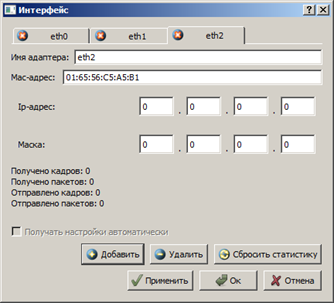 Интерфейс
eth0 eth1 eth2
Имя адаптера: eth2
Mac-адрес: 01:65:56:C5:A5:B1
Ip-адрес: 0 . 0 . 0 . 0
Маска: 0 . 0 . 0 . 0
Получено кадров: 0
Получено пакетов: 0
Отправлено кадров: 0
Отправлено пакетов: 0
Получать настройки автоматически
Добавить Удалить Сбросить статистику
Применить Ок Отмена